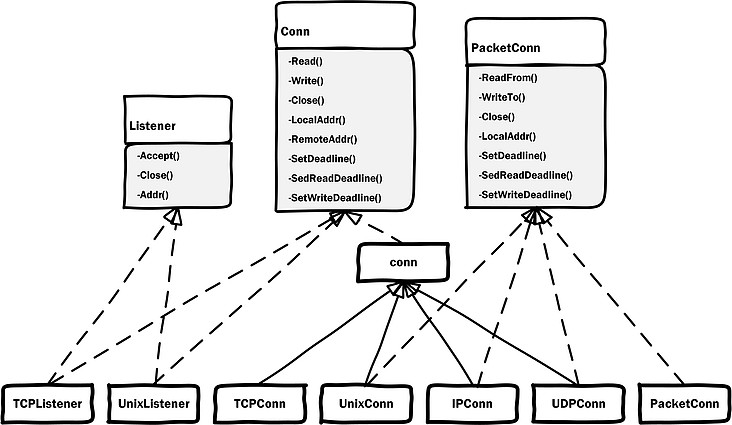 Conn
-Read()
-Write()
-Close()
-LocalAddr()
-RemoteAddr()
-SetDeadline()
-SedReadDeadline()
-SetWriteDeadline()
PacketConn
-ReadFrom()
-WriteTo()
-Close()
-LocalAddr()
-SetDeadline()
-SedReadDeadline()
-SetWriteDeadline()
Listener
-Accept()
-Close()
-Addr()
conn
TCPListener
UnixListener
TCPConn
UnixConn
IPConn
UDPConn
PacketConn